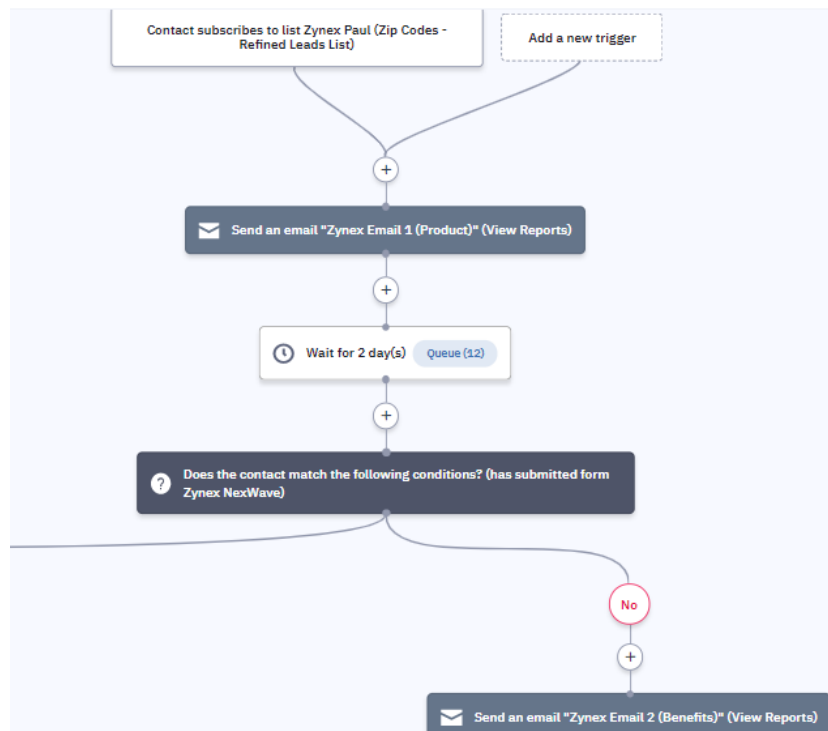 Contact subscribes to list Zynex Paul (Zip Codes -
Refined Leads List)
Add a new trigger
+
Send an email "Zynex Email 1 (Product)" (View Reports)
+
Wait for 2 day(s) Queue (12)
+
Does the contact match the following conditions? (has submitted form
Zynex NexWave)
?
No
+
Send an email "Zynex Email 2 (Benefits)" (View Reports)